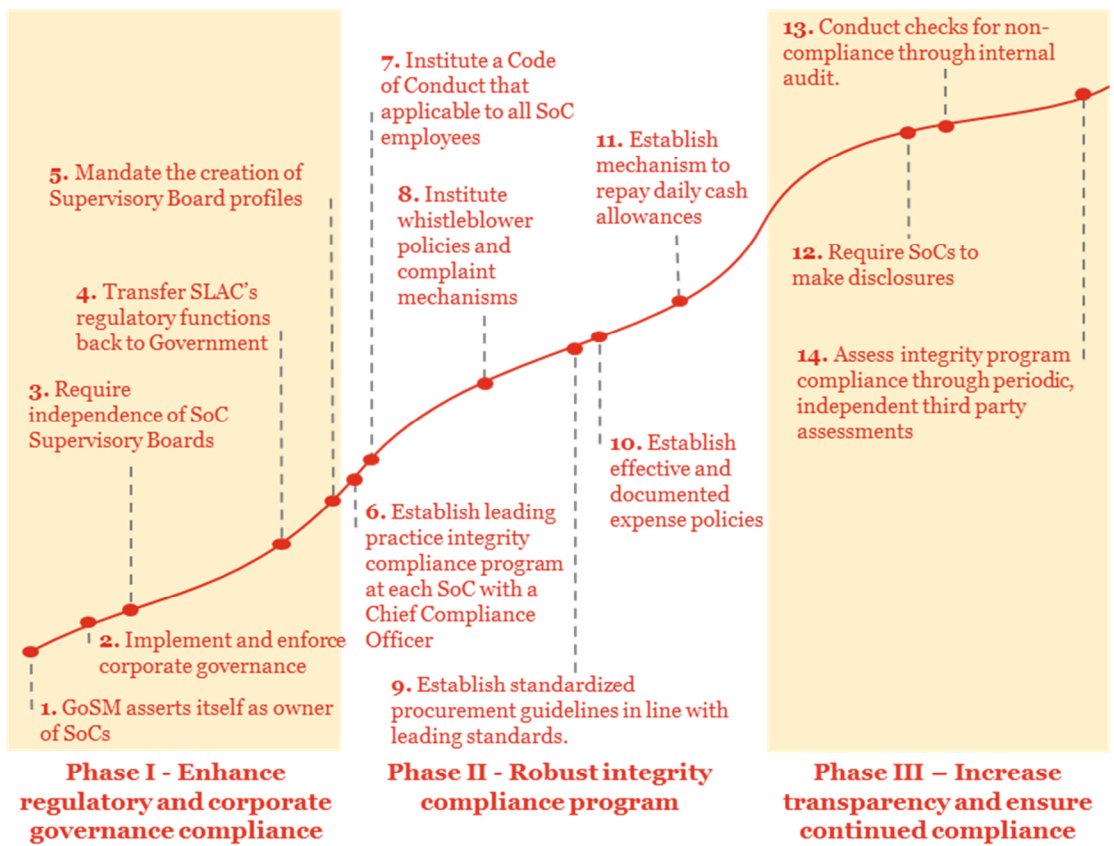 1. GoSM asserts itself as owner
of SoCs
2. Implement and enforce
corporate governance
3. Require
independence of SoC
Supervisory Boards
4. Transfer SLAC’s
regulatory functions
back to Government
5. Mandate the creation of
Supervisory Board profiles
6. Establish leading
practice integrity
compliance program
at each SoC with a
Chief Compliance
Officer
7. Institute a Code
of Conduct that
applicable to all SoC
employees
8. Institute
whistleblower
policies and
complaint
mechanisms
9. Establish standardized
procurement guidelines in line with
leading standards.
10. Establish
effective and
documented
expense policies
11. Establish
mechanism to
repay daily cash
allowances
12. Require SoCs to
make disclosures
13. Conduct checks for non-
compliance through internal
audit.
14. Assess integrity program
compliance through periodic,
independent third party
assessments
Phase I - Enhance
regulatory and corporate
governance compliance
Phase II - Robust integrity
compliance program
Phase III – Increase
transparency and ensure
continued compliance